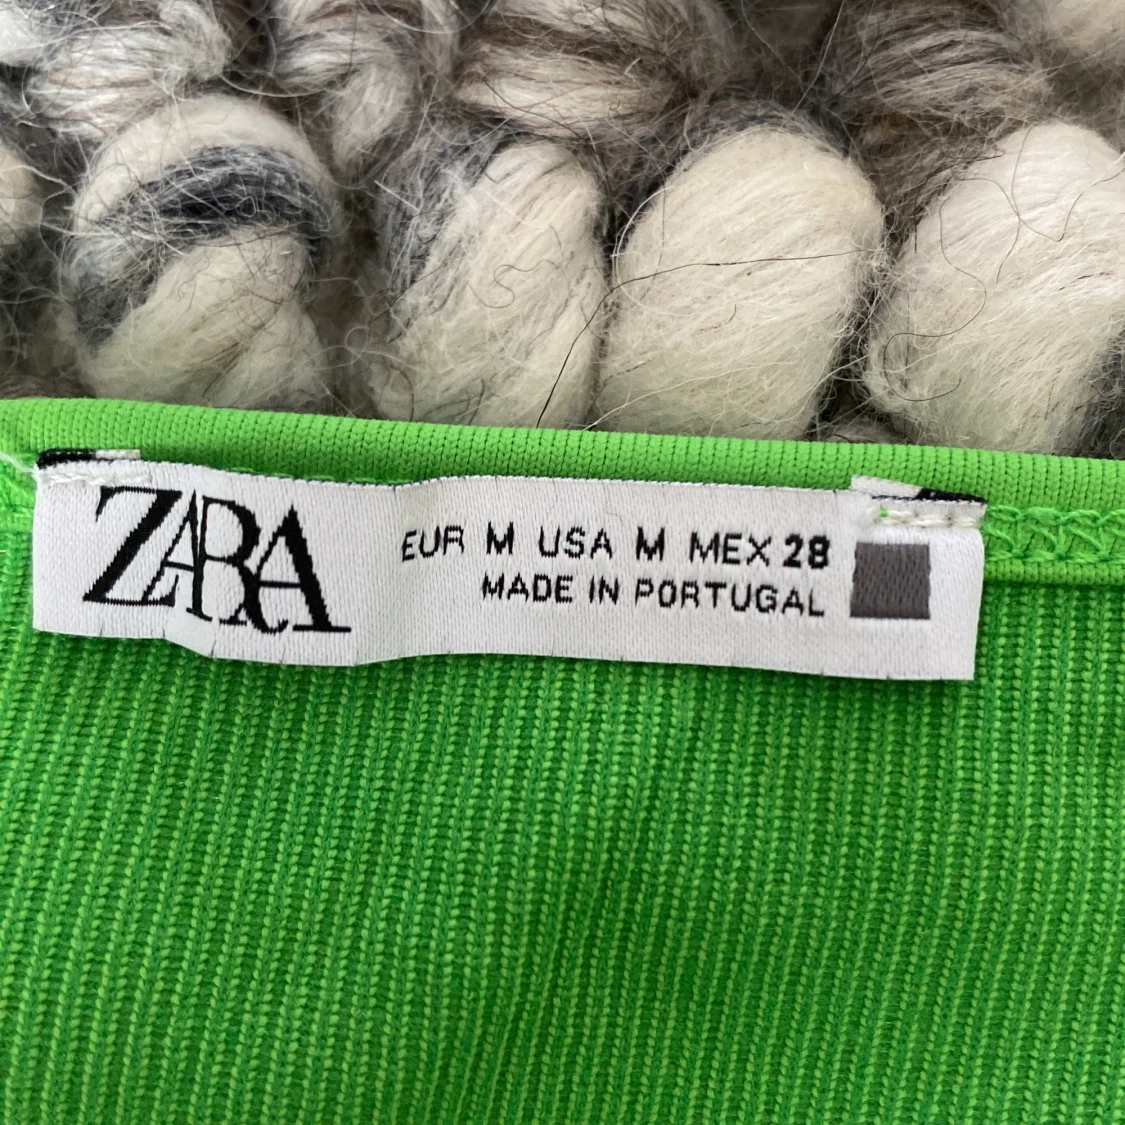 ZARA
EUR M USA M MEX 28
MADE IN PORTUGAL